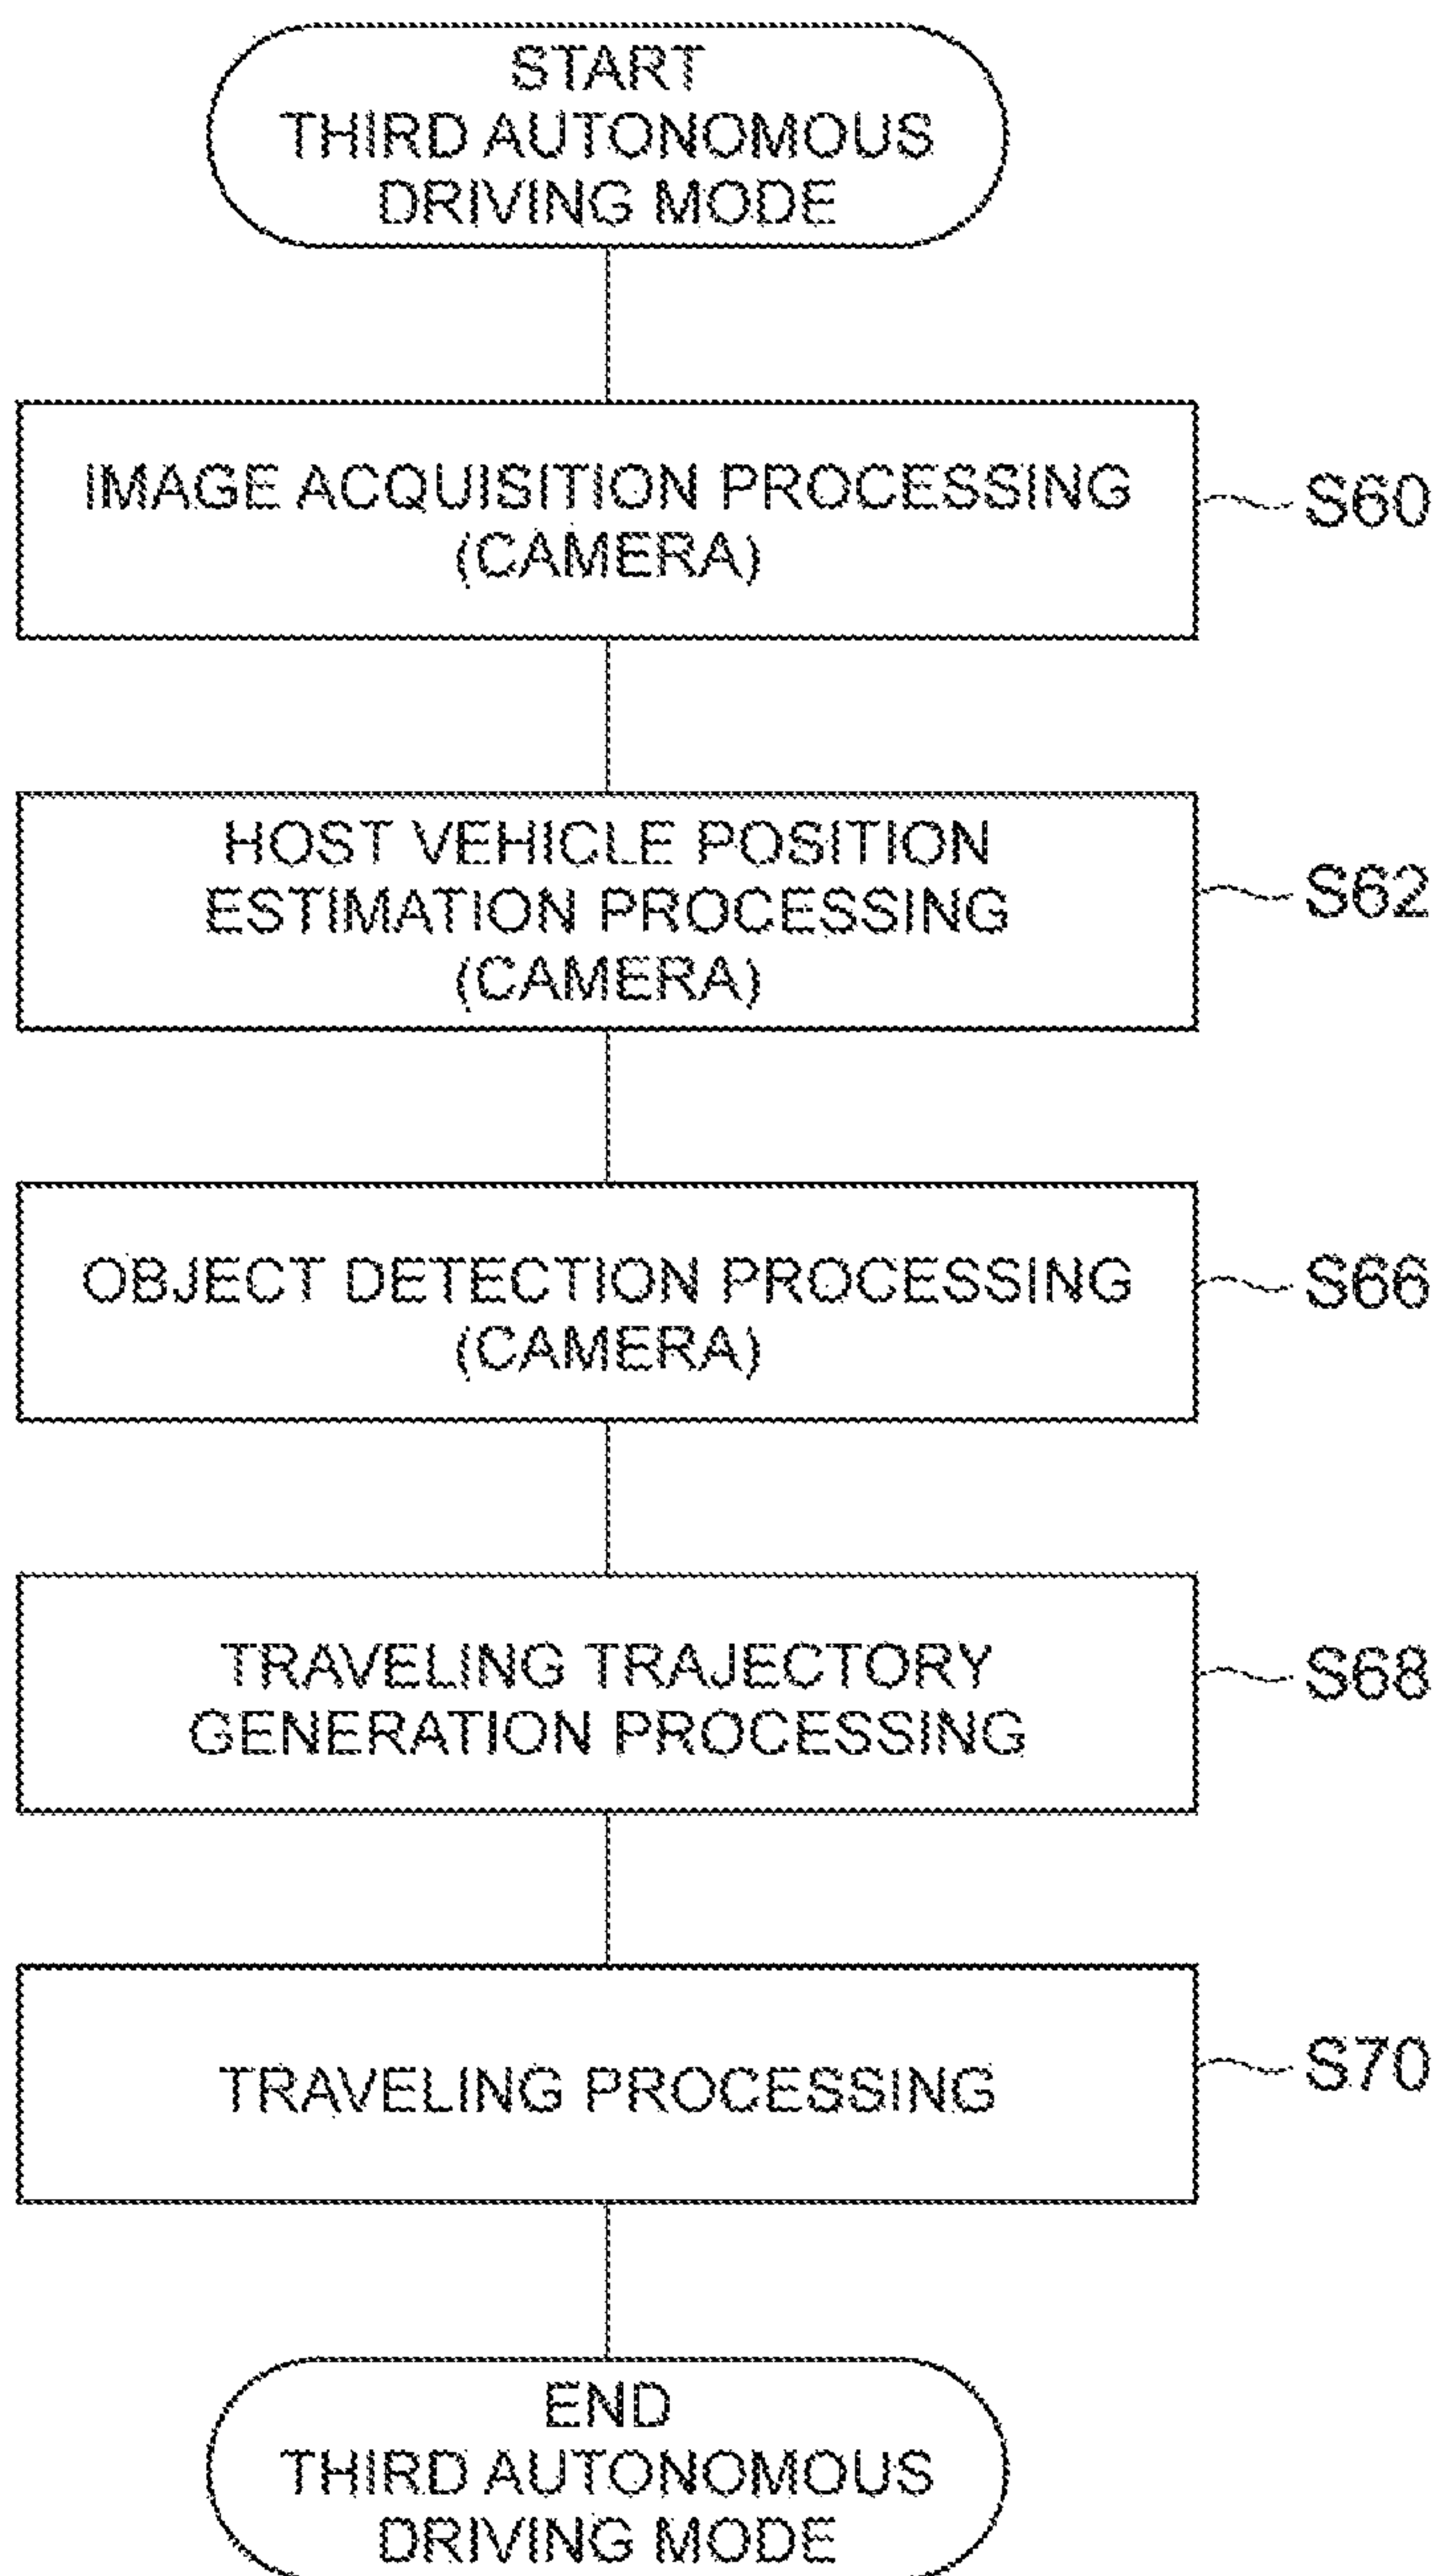 START
THIRD AUTONOMOUS
DRIVING MODE
IMAGE ACQUISITION PROCESSING
(CAMERA)
S60
HOST VEHICLE POSITION
ESTIMATION PROCESSING
(CAMERA)
S62
OBJECT DETECTION PROCESSING
(CAMERA)
S66
TRAVELING TRAJECTORY
GENERATION PROCESSING
S68
TRAVELING PROCESSING
S70
END
THIRD AUTONOMOUS
DRIVING MODE